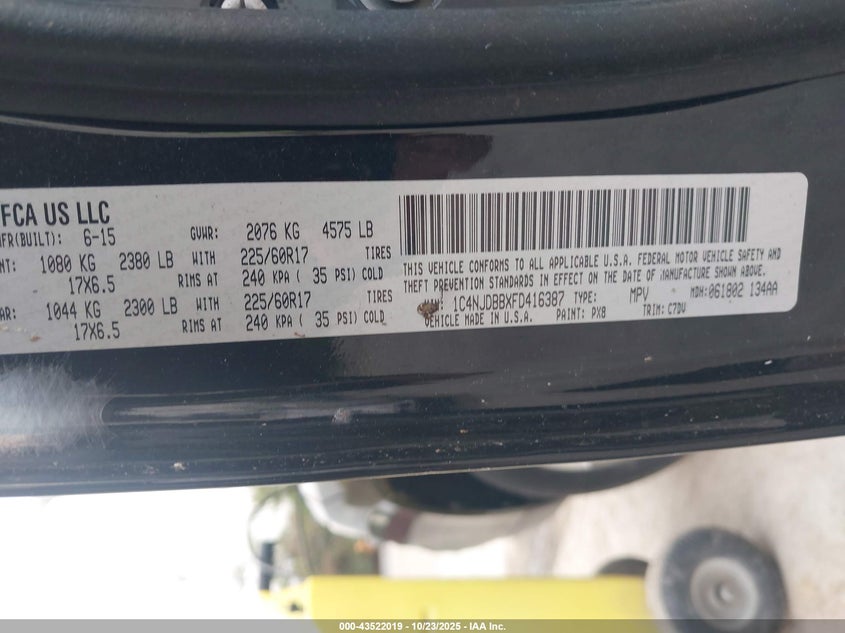 FCA US LLC
FR(BUILT): 6-15 GVWR: 2076 KG 4575 LB
NT: 1080 KG 2380 LB WITH 225/60R17 TIRES
17X6.5 RIMS AT 240 KPA ( 35 PSI) COLD
AR: 1044 KG 2300 LB WITH 225/60R17 TIRES
17X6.5 RIMS AT 240 KPA ( 35 PSI) COLD
THIS VEHICLE CONFORMS TO ALL APPLICABLE U.S.A. FEDERAL MOTOR VEHICLE SAFETY AND
THEFT PREVENTION STANDARDS IN EFFECT ON THE DATE OF MANUFACTURE SHOWN ABOVE.
1C4NJDBBXFD416387 TYPE: MPV MDH: 061802 134AA
VEHICLE MADE IN U.S.A. PAINT: PX8 TRIM: C7DV
000-43522019 - 10/23/2025 - IAA Inc.